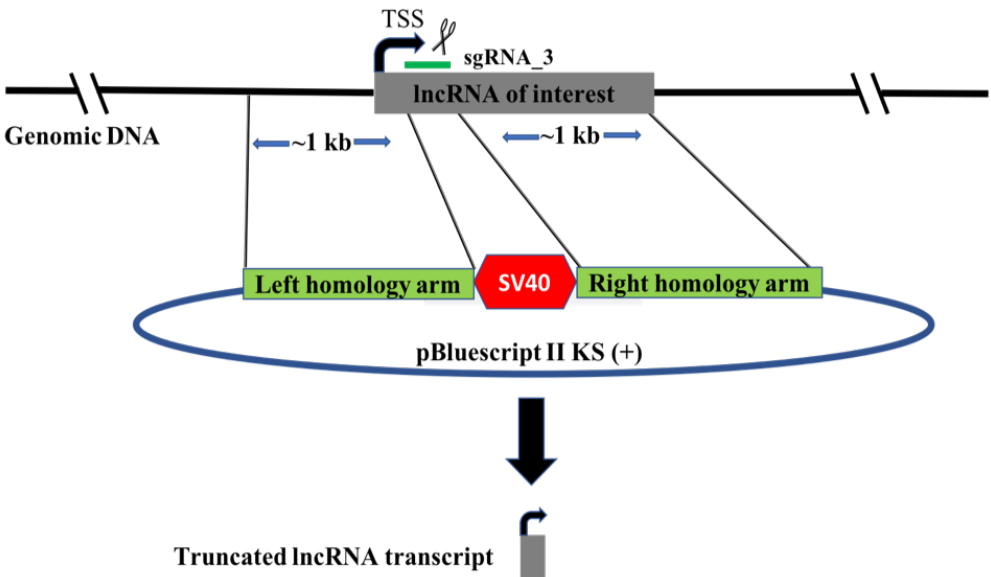 TSS
sgRNA_3
lncRNA of interest
Genomic DNA
~1 kb
~1 kb
Left homology arm
SV40
Right homology arm
pBluescript II KS (+)
Truncated lncRNA transcript